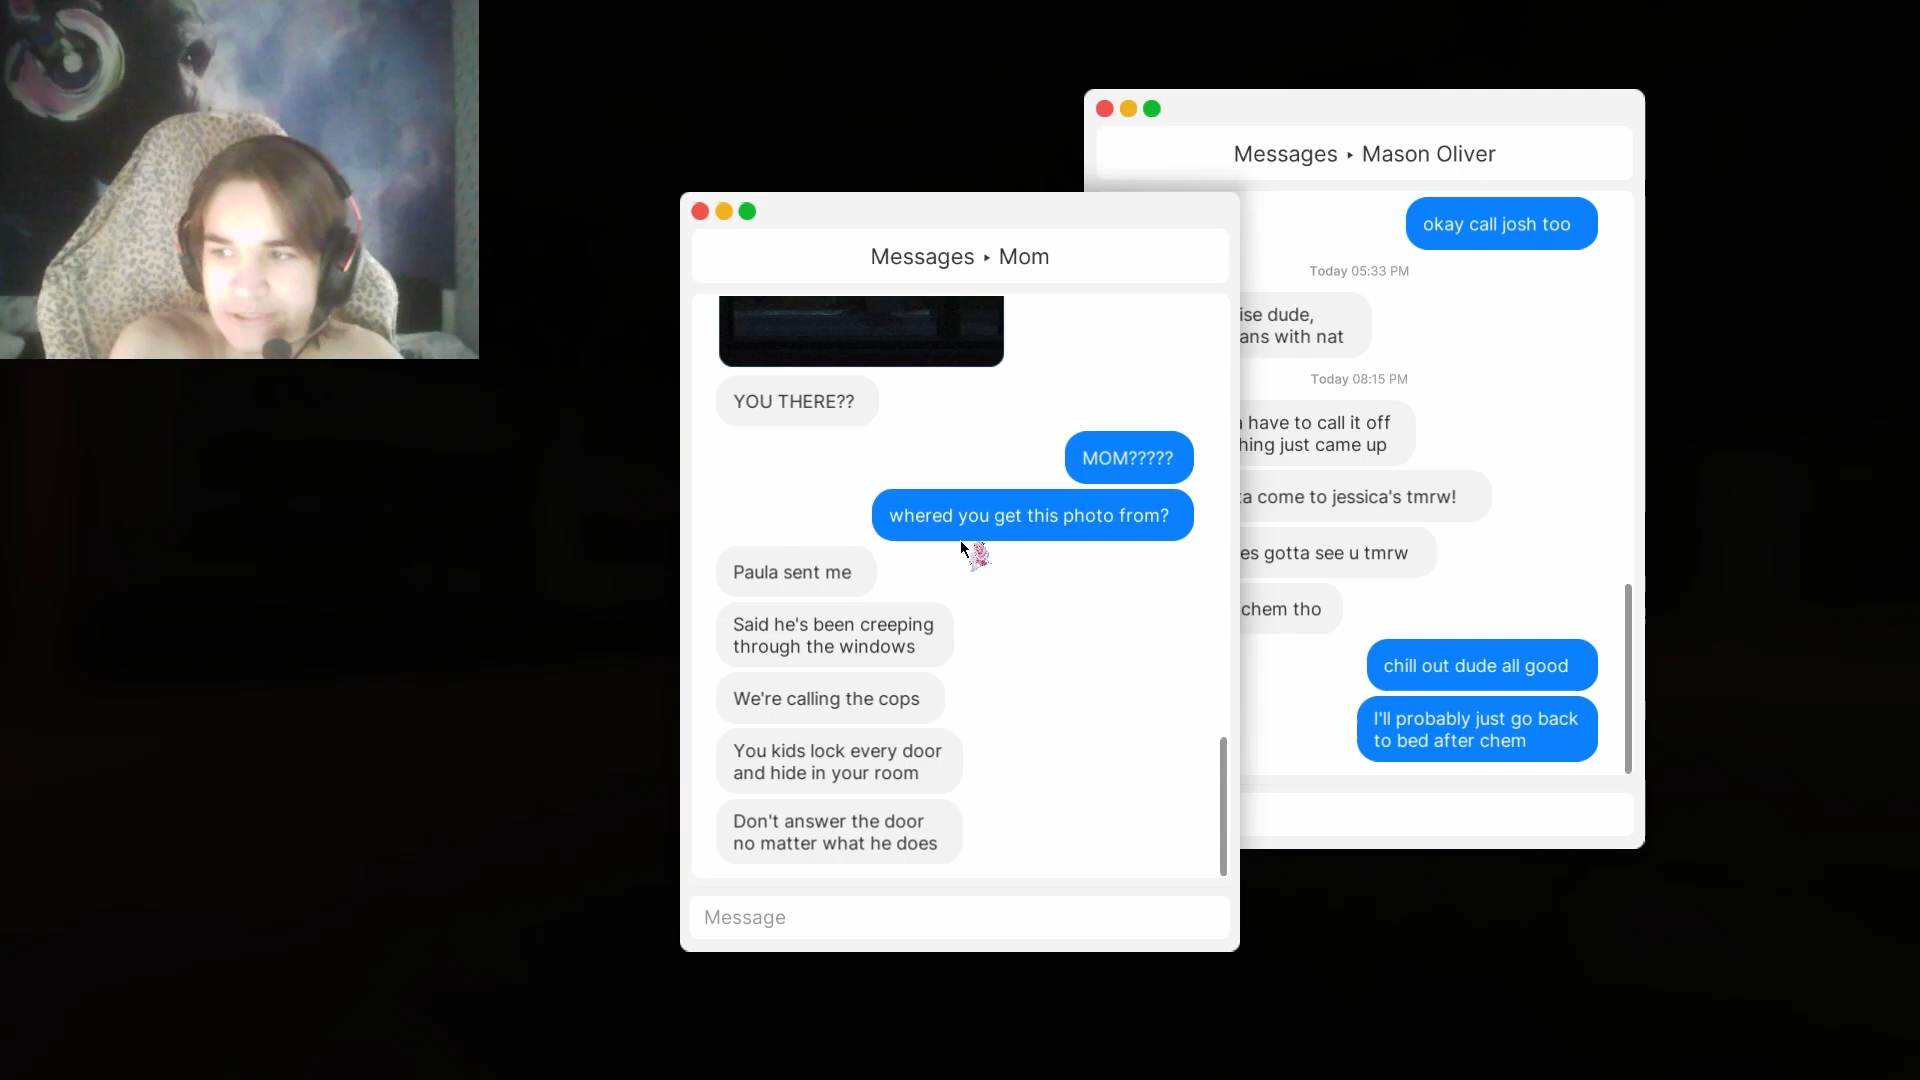 Messages ▸ Mom
YOU THERE??
MOM?????
whered you get this photo from?
Paula sent me
Said he's been creeping
through the windows
We're calling the cops
You kids lock every door
and hide in your room
Don't answer the door
no matter what he does
Message
Messages ▸ Mason Oliver
okay call josh too
Today 05:33 PM
dude,
with nat
Today 08:15 PM
have to call it off
just came up
come to jessica's tmrw!
gotta see u tmrw
chem tho
chill out dude all good
I'll probably just go back
to bed after chem